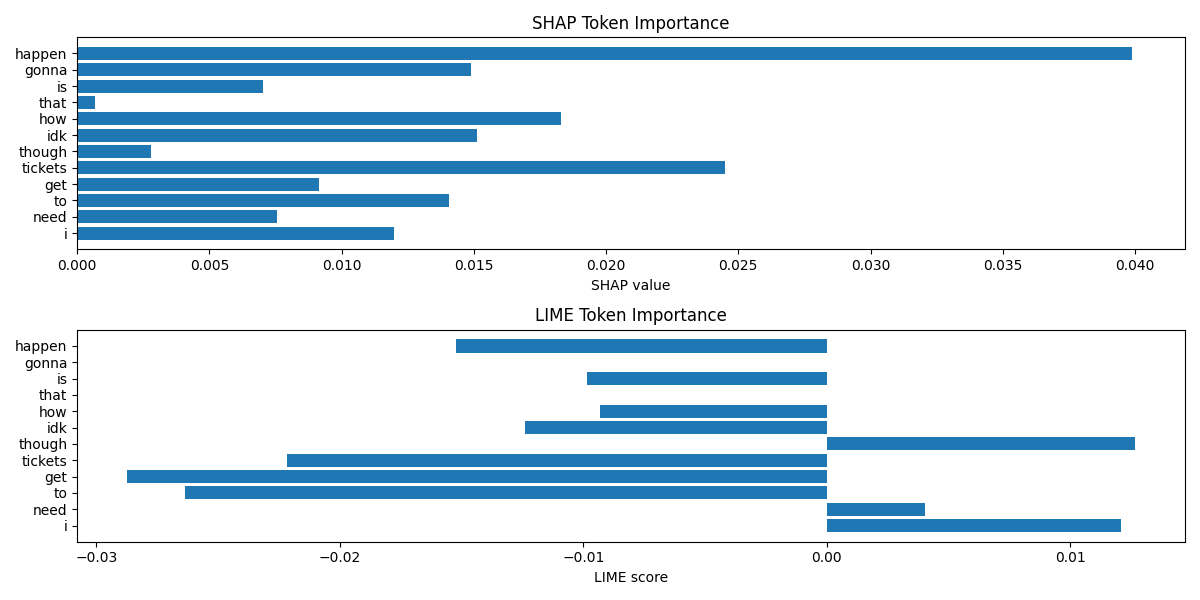 SHAP Token Importance
happen
gonna
is
that
how
idk
though
tickets
get
to
need
i
0.000 0.005 0.010 0.015 0.020 0.025 0.030 0.035 0.040
SHAP value
LIME Token Importance
happen
gonna
is
that
how
idk
though
tickets
get
to
need
i
−0.03 −0.02 −0.01 0.00 0.01
LIME score